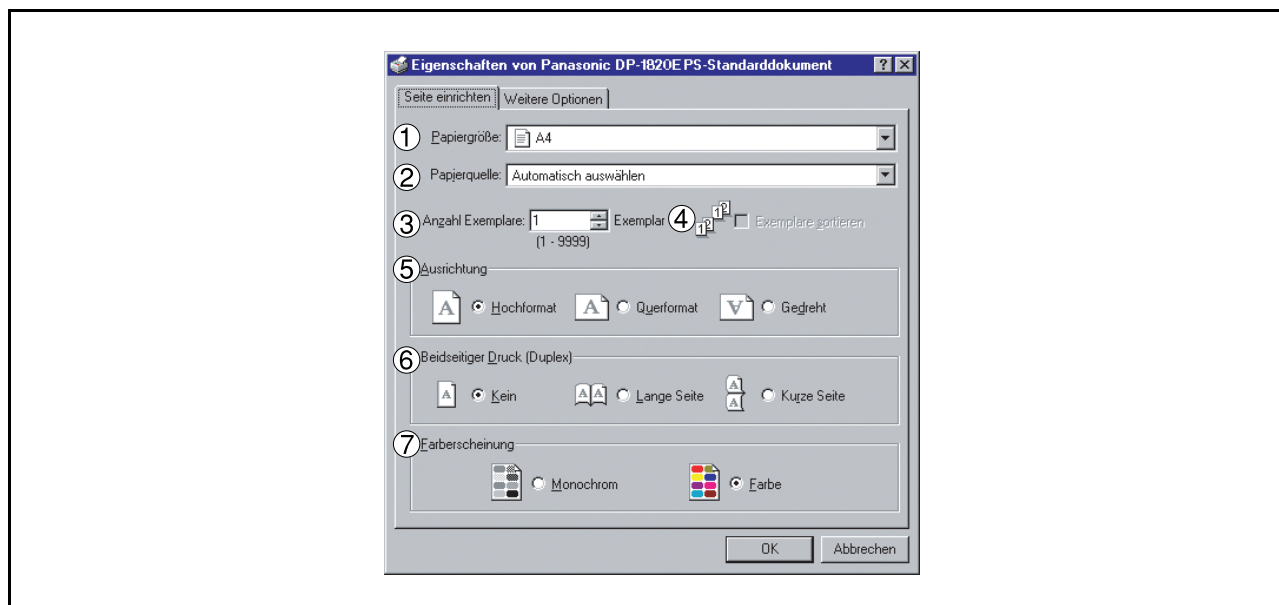 Eigenschaften von Panasonic DP-1820E PS-Standarddokument
Seite einrichten Weitere Optionen
① Papiergröße: A4
② Papierquelle: Automatisch auswählen
③ Anzahl Exemplare: 1 Exemplar ④ Exemplare sortieren
(1 - 9999)
⑤ Ausrichtung
Hochformat Querformat Gedreht
⑥ Beidseitiger Druck (Duplex)
Kein Lange Seite Kurze Seite
⑦ Farberscheinung
Monochrom Farbe
OK Abbrechen